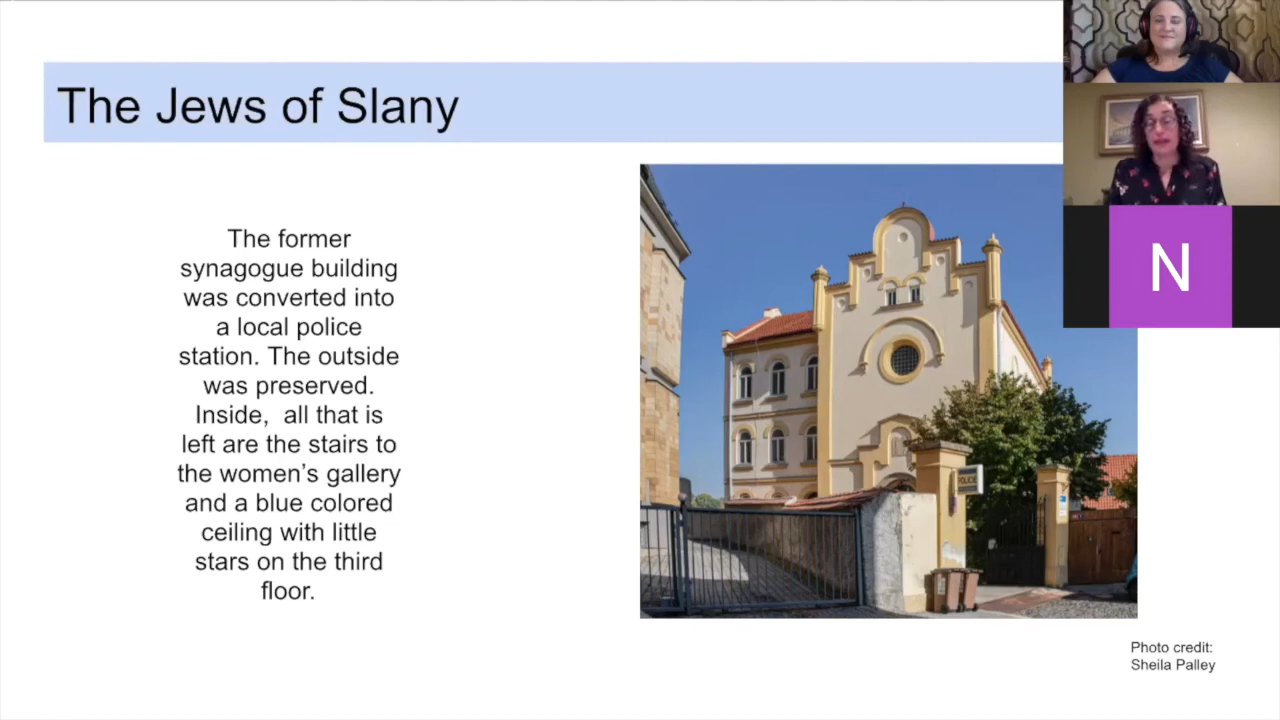 The Jews of Slany
The former
synagogue building
was converted into
a local police
station. The outside
was preserved.
Inside,  all that is
left are the stairs to
the women’s gallery
and a blue colored
ceiling with little
stars on the third
floor.
POLICIE
N
Photo credit:
Sheila Palley